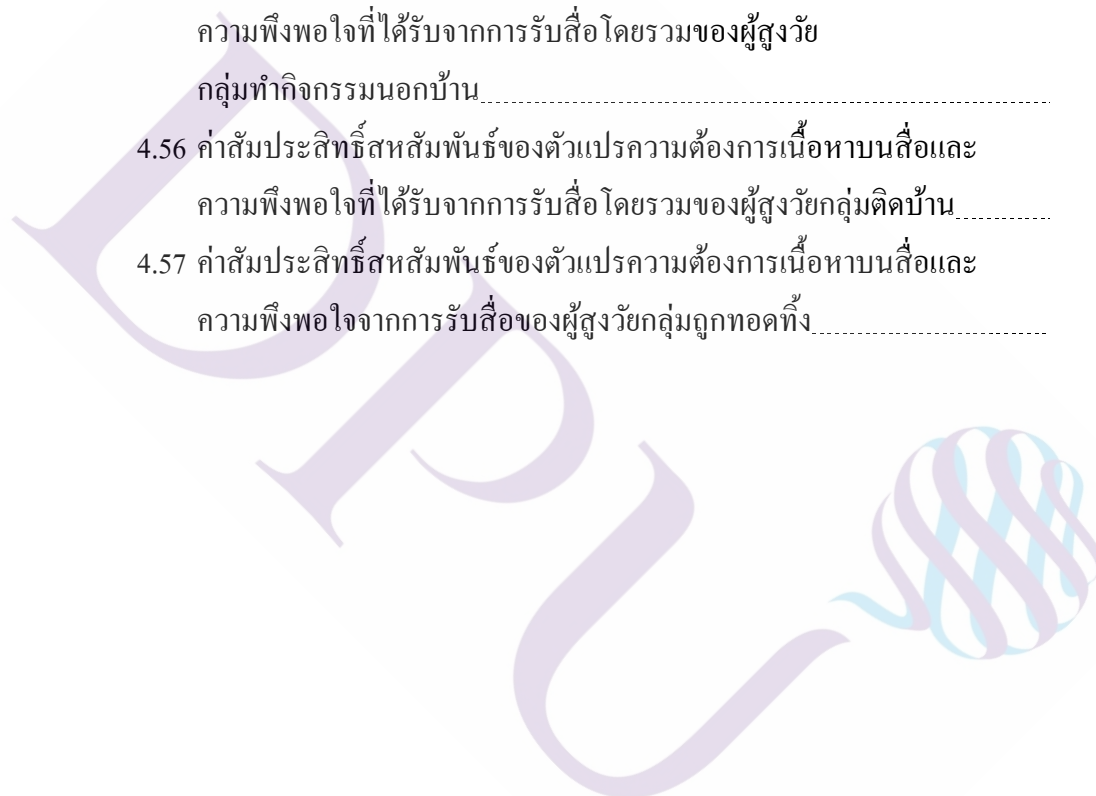 ความพึงพอใจที่ได้รับจากการรับสื่อโดยรวมของผู้สูงวัย
กลุ่มทำกิจกรรมนอกบ้าน
4.56 ค่าสัมประสิทธิ์สหสัมพันธ์ของตัวแปรความต้องการเนื้อหาบนสื่อและ
ความพึงพอใจที่ได้รับจากการรับสื่อโดยรวมของผู้สูงวัยกลุ่มติดบ้าน
4.57 ค่าสัมประสิทธิ์สหสัมพันธ์ของตัวแปรความต้องการเนื้อหาบนสื่อและ
ความพึงพอใจจากการรับสื่อของผู้สูงวัยกลุ่มถูกทอดทิ้ง
DPU